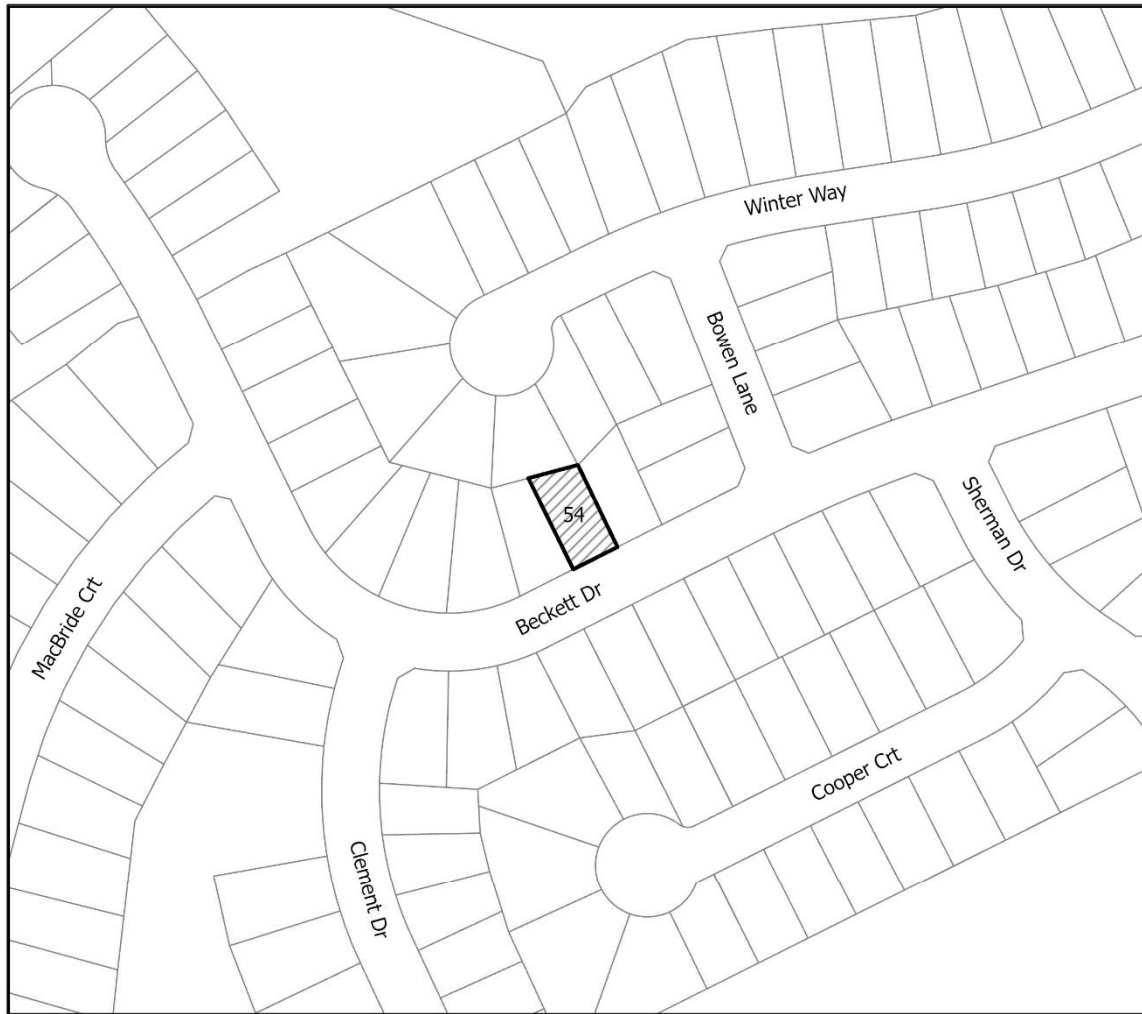 Winter Way
Bowen Lane
Sherman Dr
54
Beckett Dr
MacBride Crt
Cooper Crt
Clement Dr